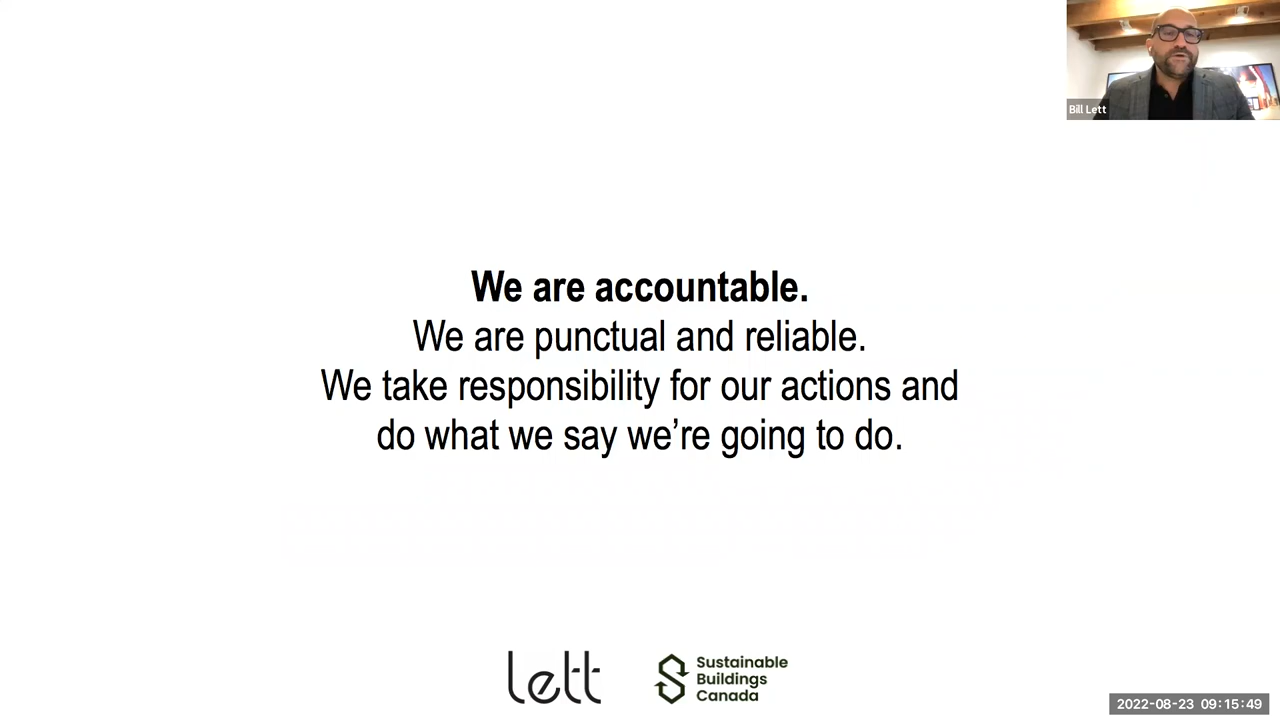 Bill Lett
We are accountable.
We are punctual and reliable.
We take responsibility for our actions and
do what we say we're going to do.
lett
Sustainable
Buildings
Canada
2022-08-23 09:15:49